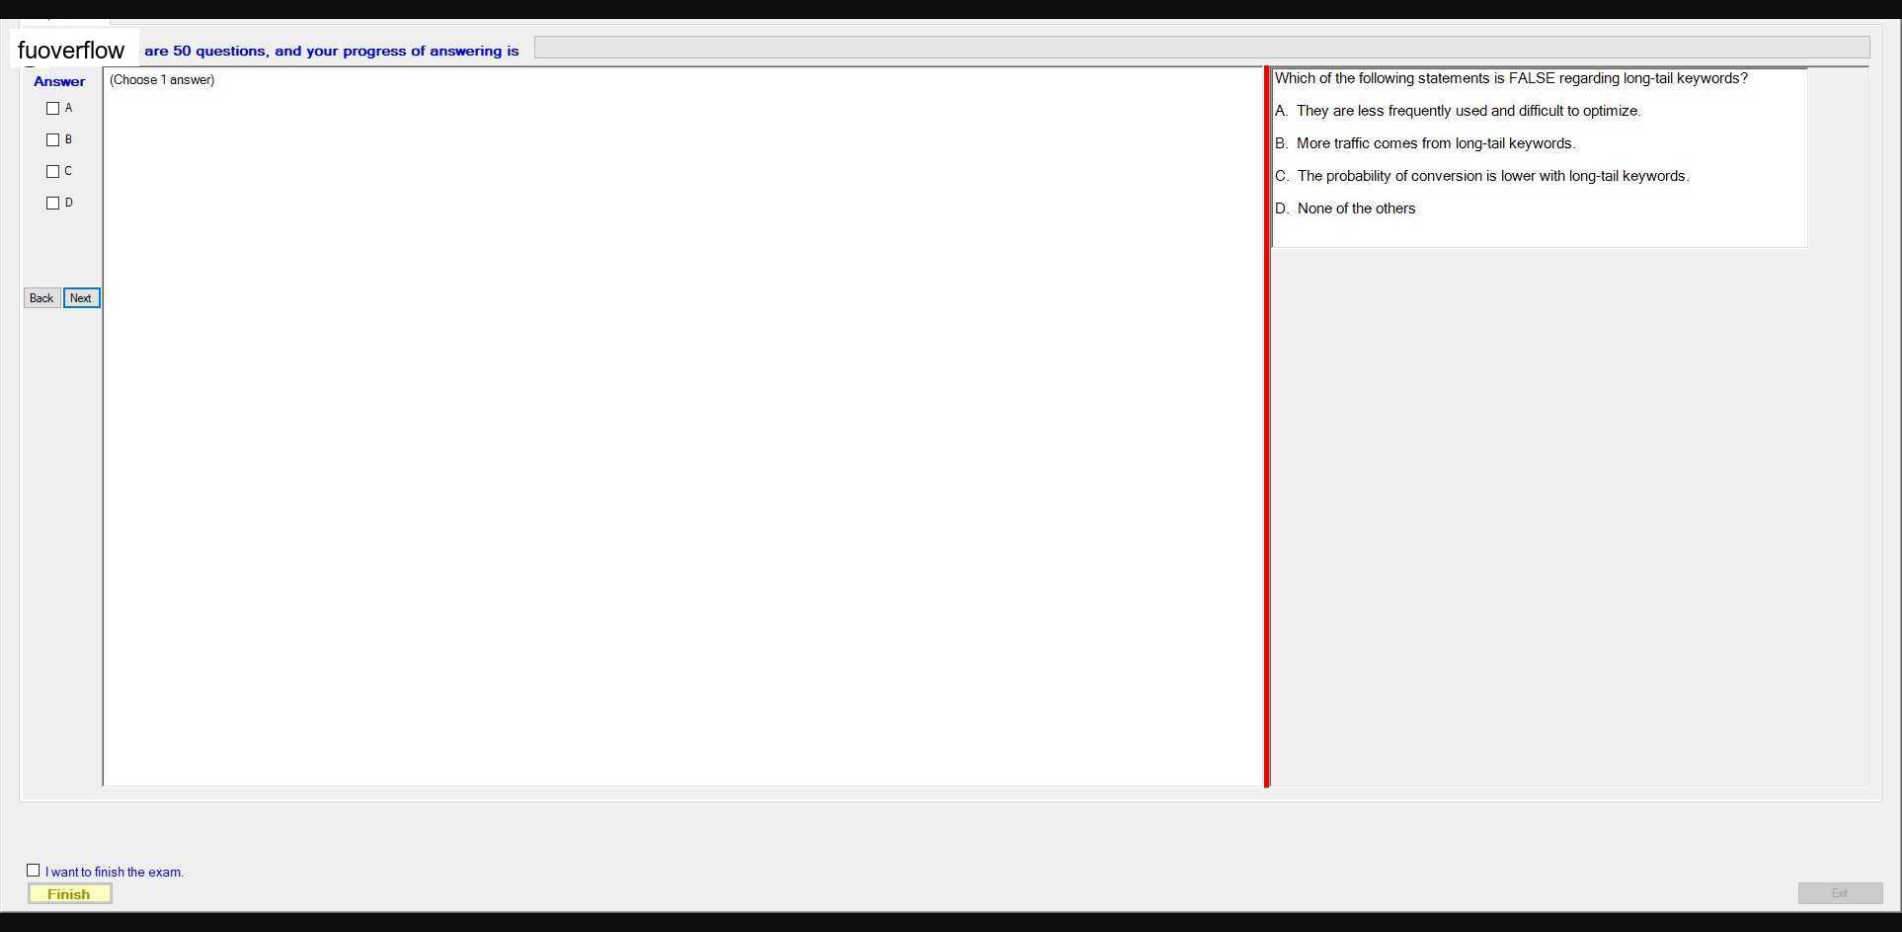 fuoverflow are 50 questions, and your progress of answering is
Answer
(Choose 1 answer)
A
B
C
D
Back Next
Which of the following statements is FALSE regarding long-tail keywords?
A. They are less frequently used and difficult to optimize.
B. More traffic comes from long-tail keywords.
C. The probability of conversion is lower with long-tail keywords.
D. None of the others
I want to finish the exam.
Finish
Exit